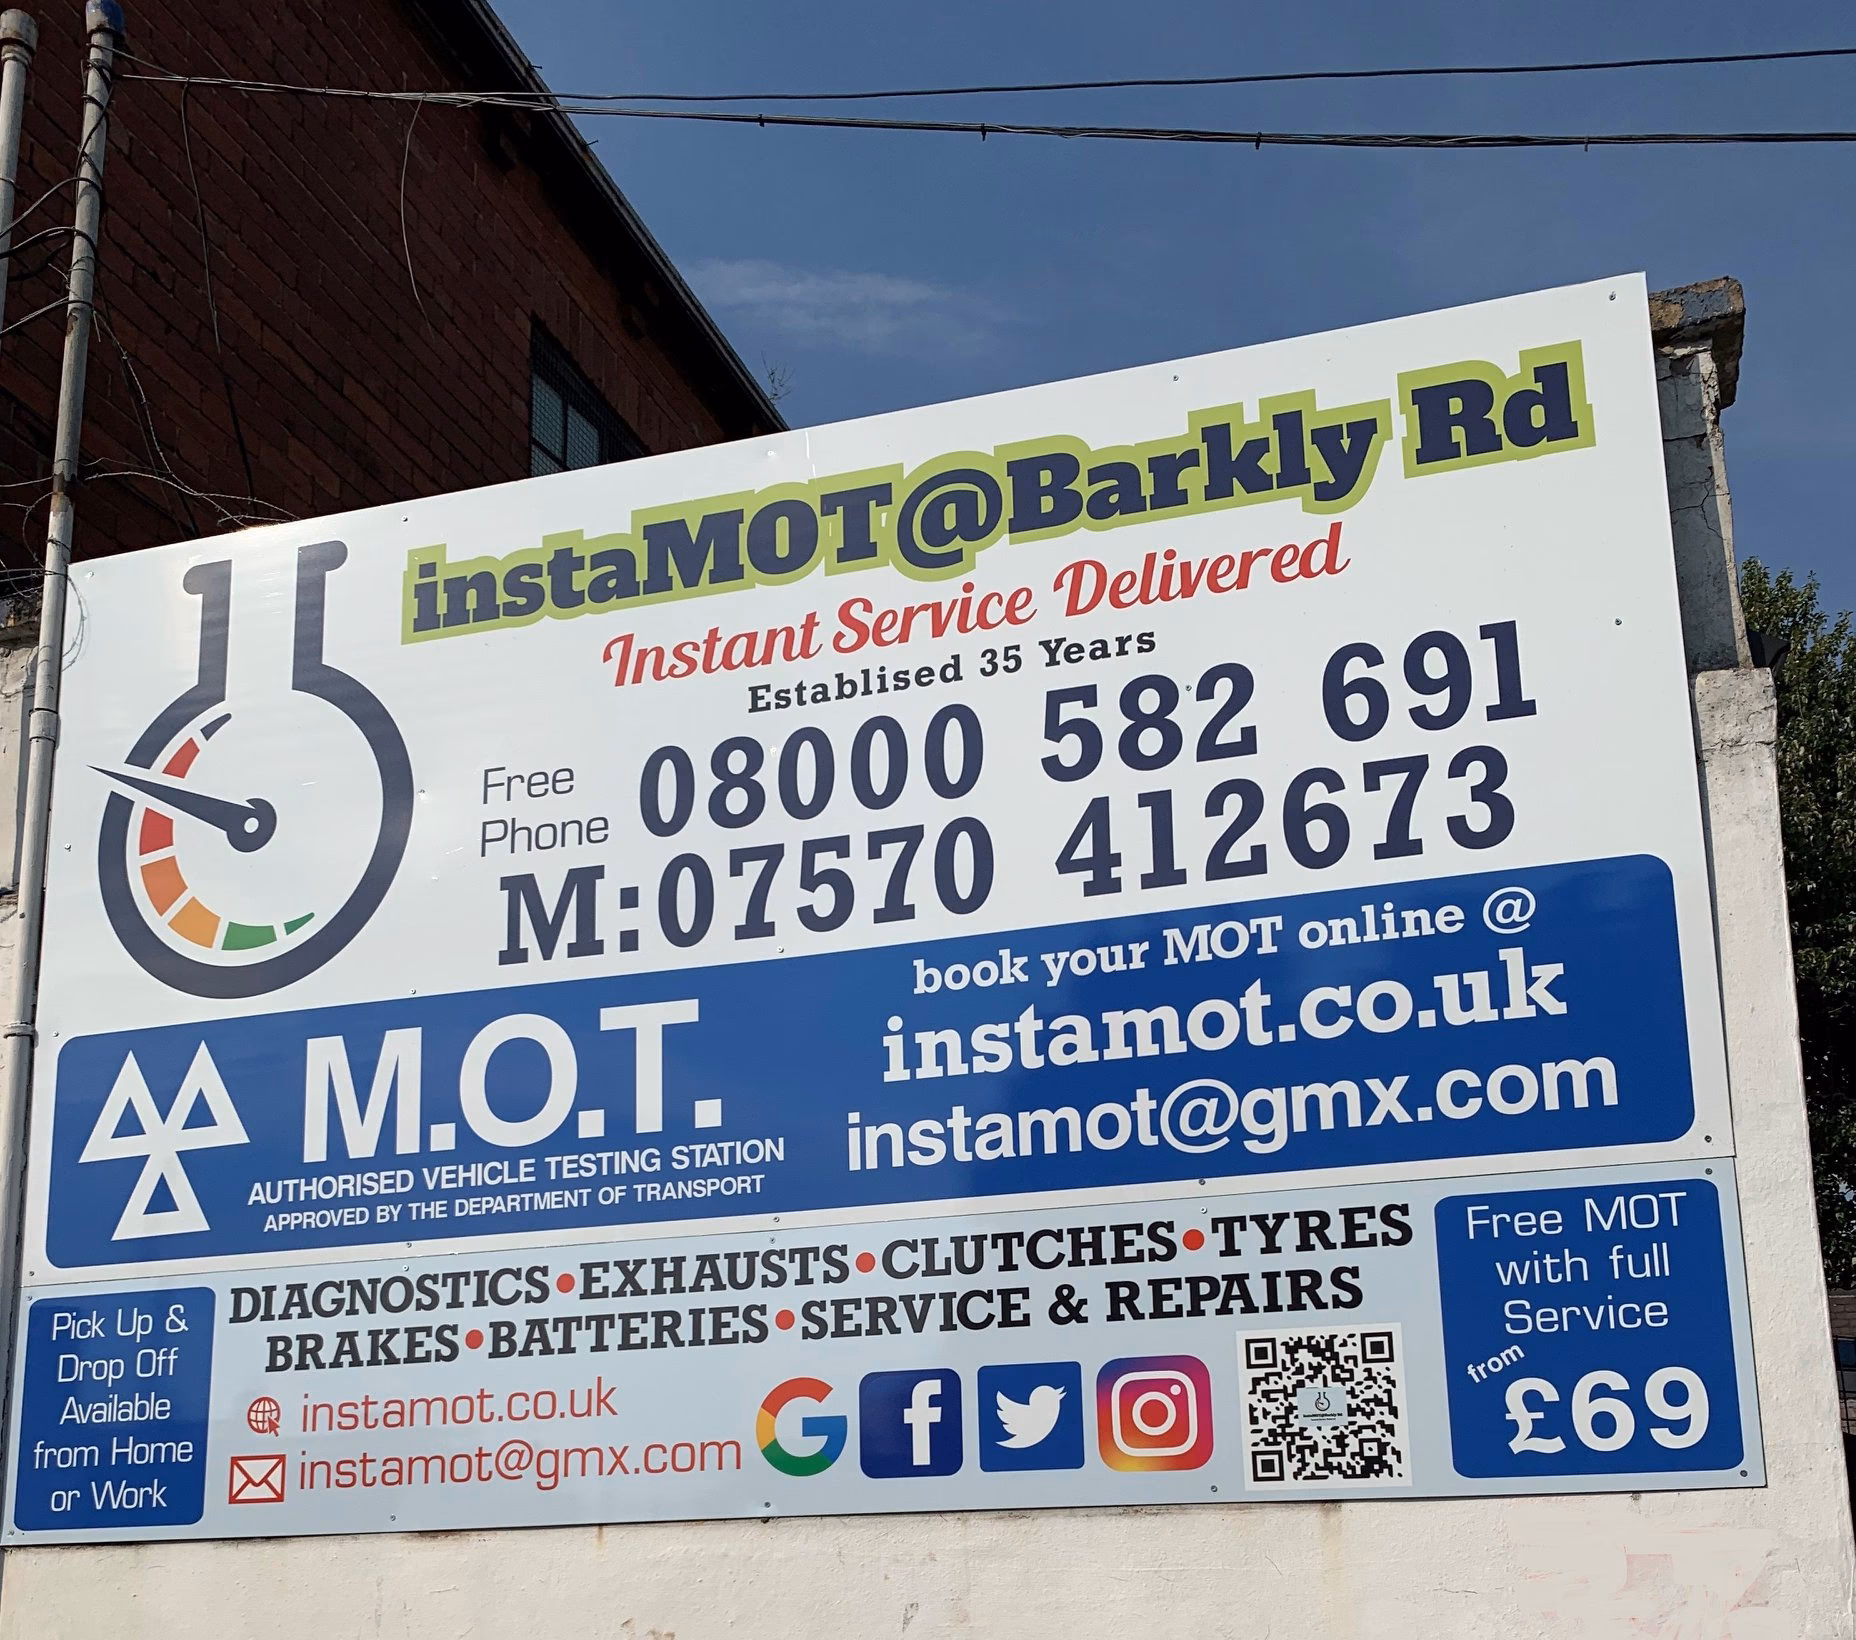 instaMOT@Barkly Rd
Instant Service Delivered
Establised 35 Years
Free Phone 08000 582 691
M:07570 412673
book your MOT online @
instamot.co.uk
instamot@gmx.com
M.O.T.
AUTHORISED VEHICLE TESTING STATION
APPROVED BY THE DEPARTMENT OF TRANSPORT
Pick Up &
Drop Off
Available
from Home
or Work
DIAGNOSTICS•EXHAUSTS•CLUTCHES•TYRES
BRAKES•BATTERIES•SERVICE & REPAIRS
instamot.co.uk
instamot@gmx.com
Free MOT
with full
Service
from
£69